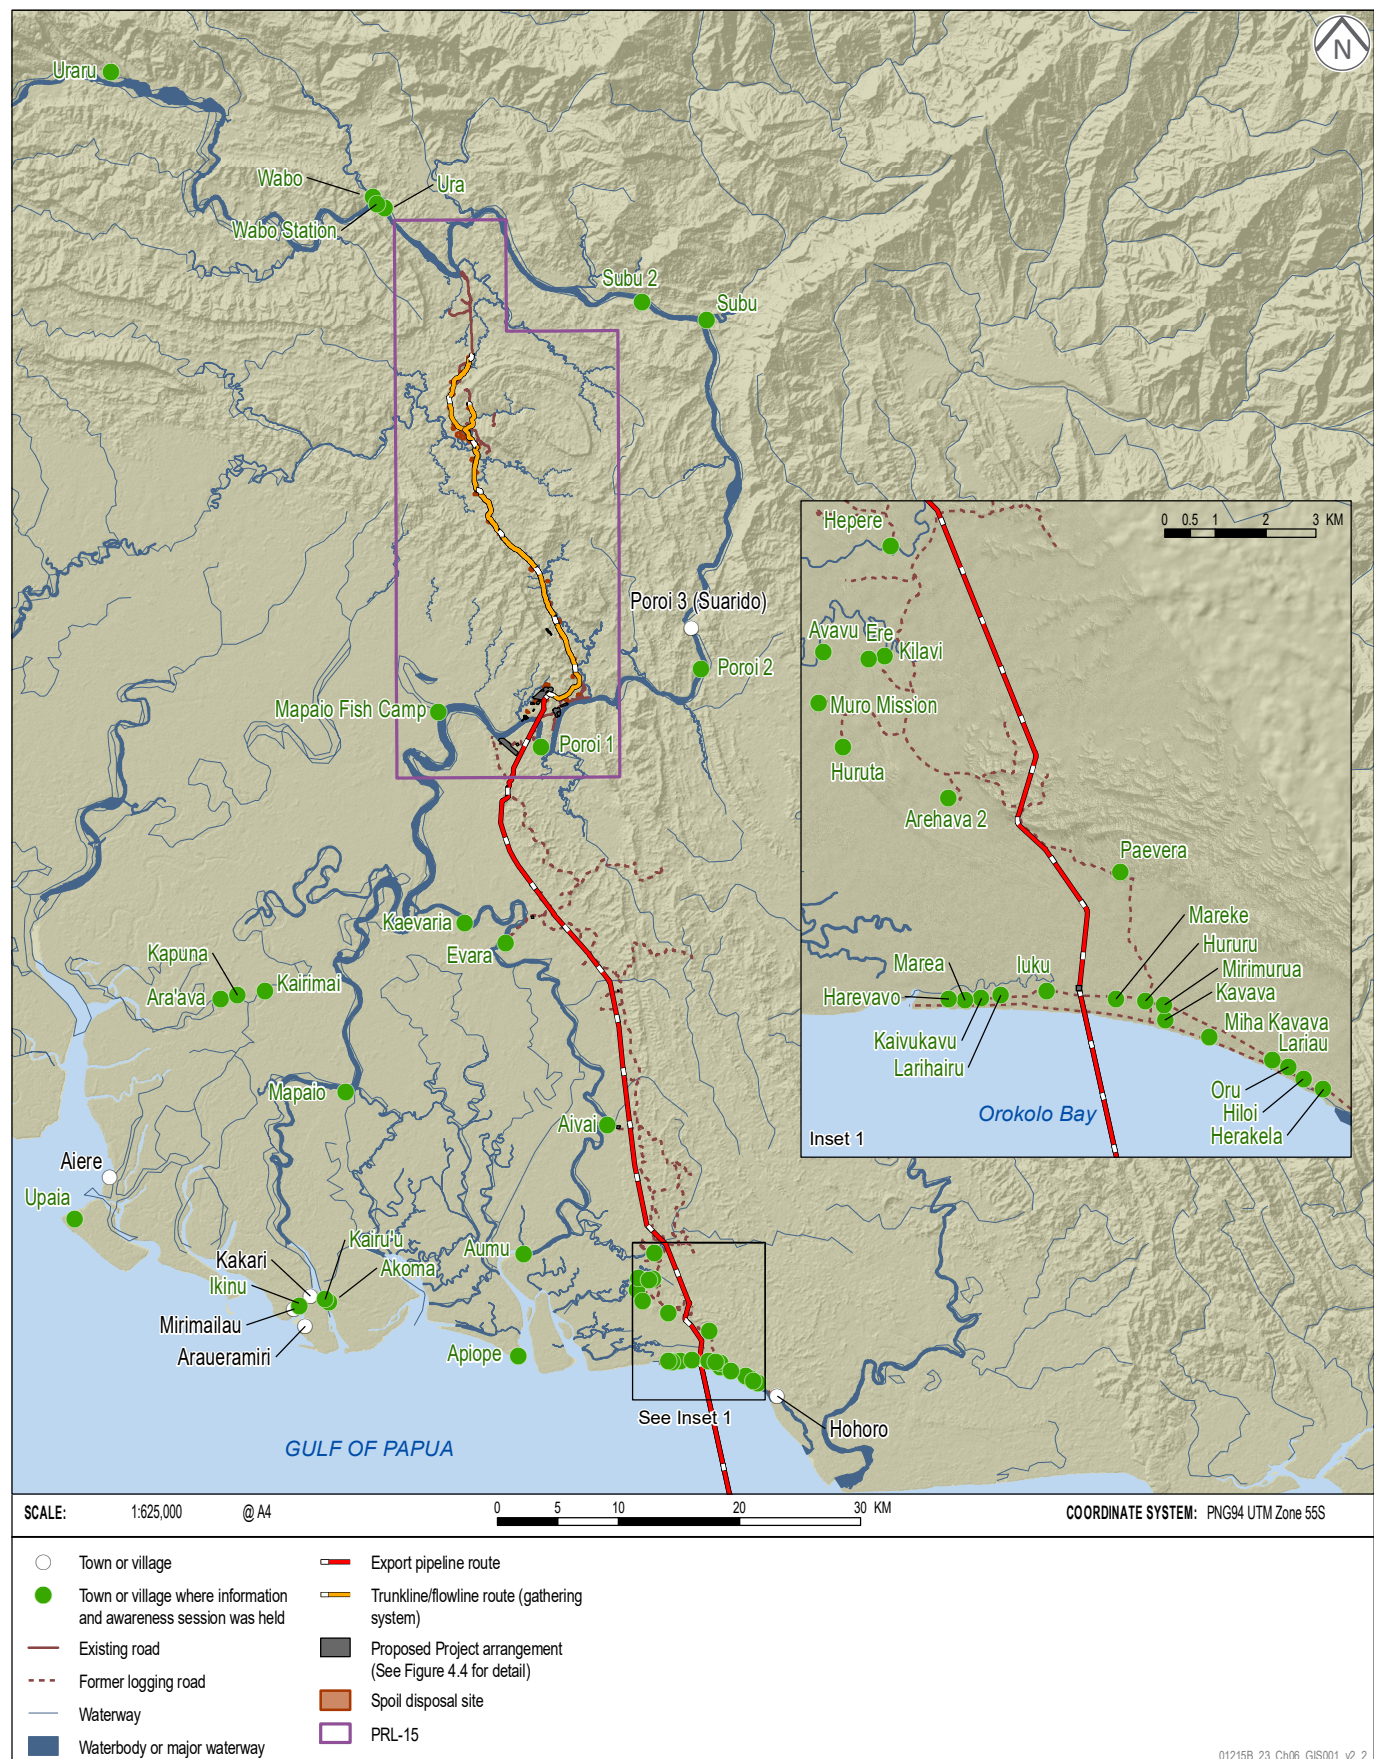 N
Uraru
Wabo
Ura
Wabo Station
Subu 2
Subu
Poroi 3 (Suarido)
Poroi 2
Mapaio Fish Camp
Poroi 1
Kaevaria
Evara
Kapuna
Ara'ava
Kairimai
Mapaio
Aivai
Aiere
Upaia
Kairu'u
Kakari
Akoma
Ikinu
Aumu
Mirimailau
Araueramiri
Apiope
See Inset 1
Hohoro
GULF OF PAPUA
0 0.5 1 2 3 KM
Hepere
Avavu
Ere
Kilavi
Muro Mission
Huruta
Arehava 2
Paevera
Mareke
Hururu
Marea
Iuku
Mirimurua
Harevavo
Kavava
Kaivukavu
Miha Kavava
Larihairu
Lariau
Oru
Hiloi
Herakela
Orokolo Bay
Inset 1
SCALE: 1:625,000 @ A4
0 5 10 20 30 KM
COORDINATE SYSTEM: PNG94 UTM Zone 55S
Town or village
Town or village where information
and awareness session was held
Existing road
Former logging road
Waterway
Waterbody or major waterway
Export pipeline route
Trunkline/flowline route (gathering
system)
Proposed Project arrangement
(See Figure 4.4 for detail)
Spoil disposal site
PRL-15
01215B_23_Ch06_GIS001_v2_2